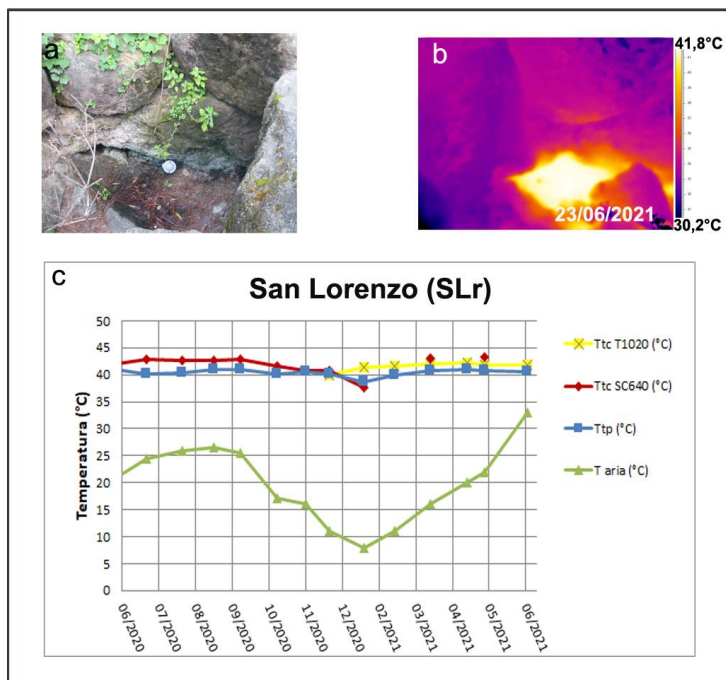 a
b
41,8°C
23/06/2021
30,2°C
c
San Lorenzo (SLr)
Temperatura (°C)
50
45
40
35
30
25
20
15
10
5
0
06/2020
07/2020
08/2020
09/2020
10/2020
11/2020
12/2020
02/2021
03/2021
04/2021
05/2021
06/2021
Ttc T1020 (°C)
Ttc SC640 (°C)
Ttp (°C)
T aria (°C)